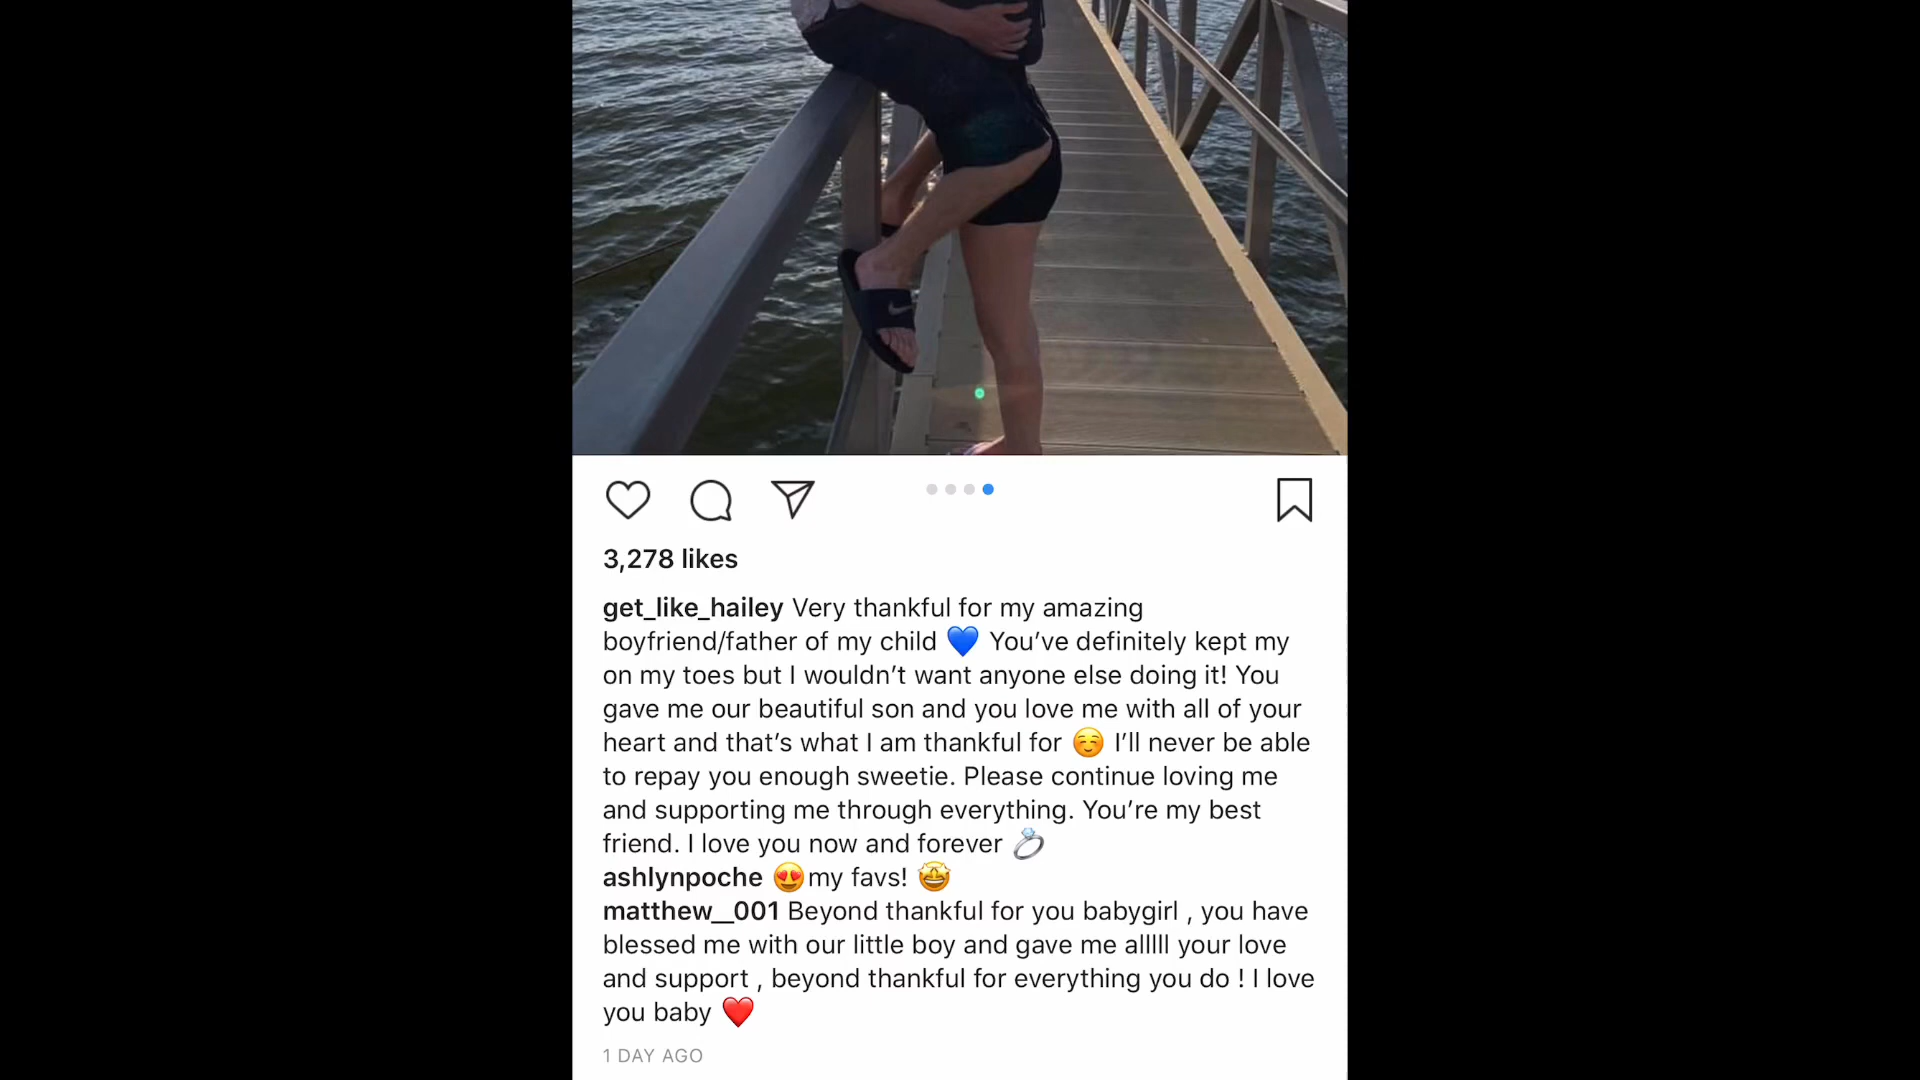 3,278 likes
get_like_hailey Very thankful for my amazing
boyfriend/father of my child 💙 You’ve definitely kept my
on my toes but I wouldn’t want anyone else doing it! You
gave me our beautiful son and you love me with all of your
heart and that’s what I am thankful for ☺️ I’ll never be able
to repay you enough sweetie. Please continue loving me
and supporting me through everything. You’re my best
friend. I love you now and forever 💍
ashlynpoche 😍my favs! 🤩
matthew__001 Beyond thankful for you babygirl , you have
blessed me with our little boy and gave me alllll your love
and support , beyond thankful for everything you do ! I love
you baby ❤️
1 DAY AGO